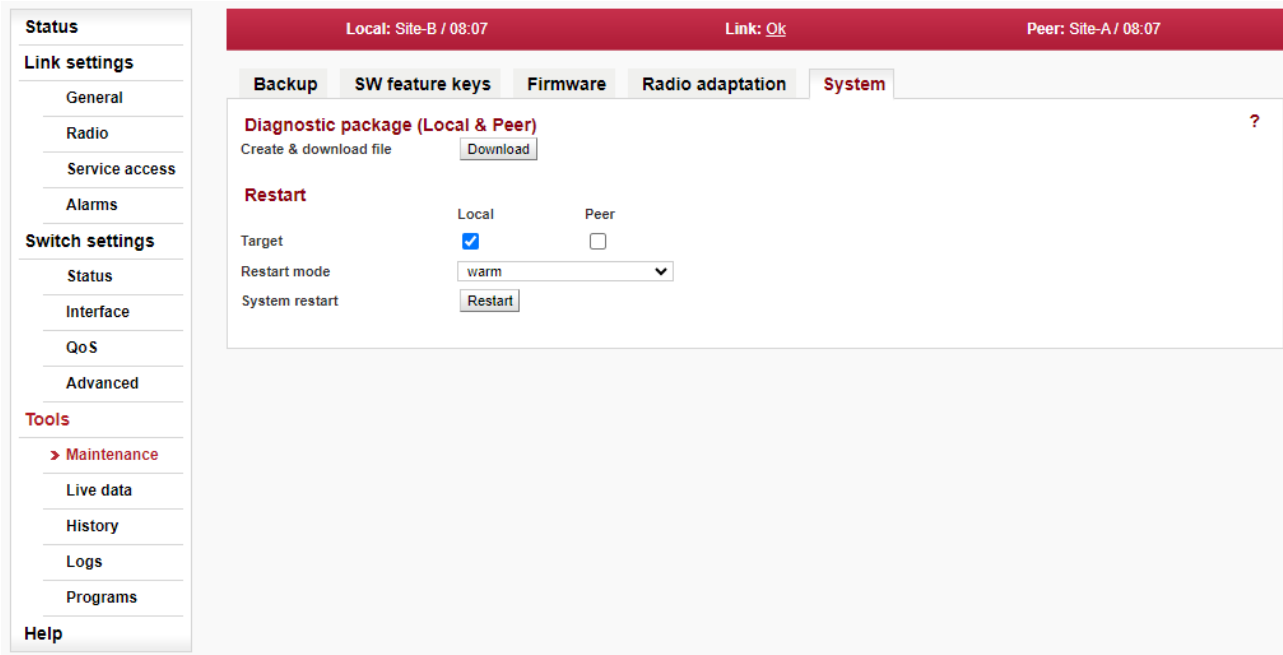 Status
Link settings
General
Radio
Service access
Alarms
Switch settings
Status
Interface
QoS
Advanced
Tools
Maintenance
Live data
History
Logs
Programs
Help
Local: Site-B / 08:07 Link: Ok Peer: Site-A / 08:07
Backup SW feature keys Firmware Radio adaptation System
Diagnostic package (Local & Peer) ?
Create & download file Download
Restart
Local Peer
Target
Restart mode warm
System restart Restart